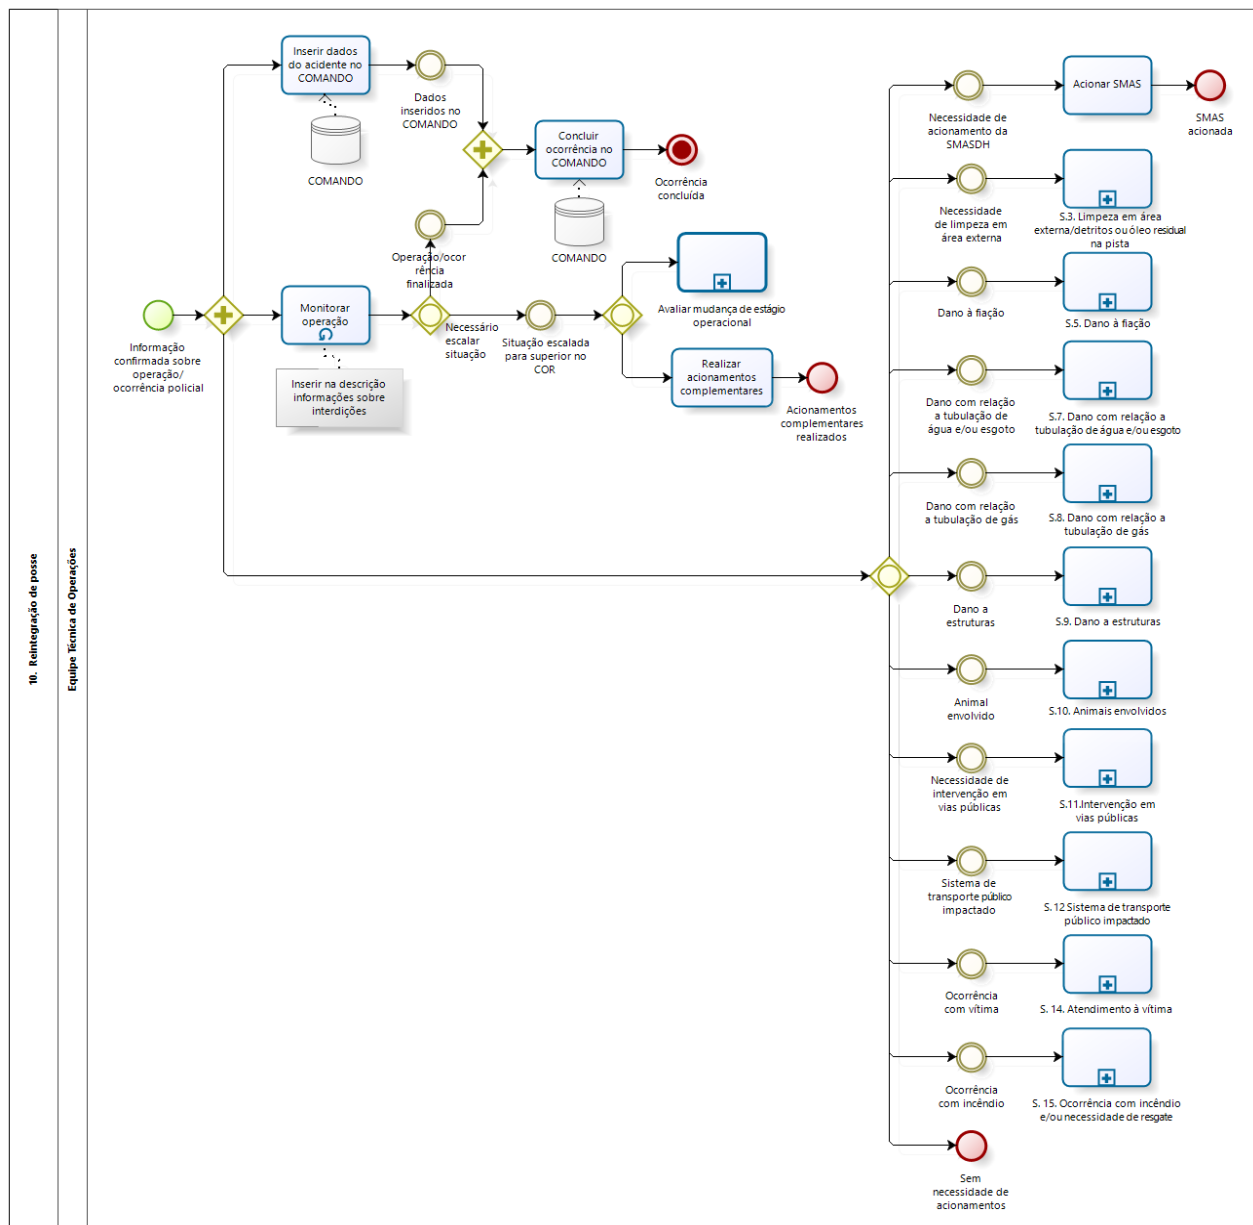 10. Reintegração de posse
Equipe Técnica de Operações
Inserir dados
do acidente no
COMANDO
Dados
inseridos no
COMANDO
COMANDO
Concluir
ocorrência no
COMANDO
Ocorrência
concluída
COMANDO
Operação/ocor
rência
finalizada
Informação
confirmada sobre
operação/
ocorrência policial
Monitorar
operação
Inserir na descrição
informações sobre
interdições
Necessário
escalar
situação
Situação escalada
para superior no
COR
Avaliar mudança de estágio
operacional
Realizar
acionamentos
complementares
Acionamentos
complementares
realizados
Necessidade de
acionamento da
SMASDH
Acionar SMAS
SMAS
acionada
Necessidade
de limpeza em
área externa
S.3. Limpeza em área
externa/detritos ou óleo residual
na pista
Dano à fiação
S.5. Dano à fiação
Dano com relação
a tubulação de
água e/ou esgoto
S.7. Dano com relação a
tubulação de água e/ou esgoto
Dano com relação
a tubulação de gás
S.8. Dano com relação a
tubulação de gás
Dano a
estruturas
S.9. Dano a estruturas
Animal
envolvido
S.10. Animais envolvidos
Necessidade de
intervenção em
vias públicas
S.11.Intervenção em
vias públicas
Sistema de
transporte público
impactado
S. 12 Sistema de transporte
público impactado
Ocorrência
com vítima
S. 14. Atendimento à vítima
Ocorrência
com incêndio
S. 15. Ocorrência com incêndio
e/ou necessidade de resgate
Sem
necessidade de
acionamentos